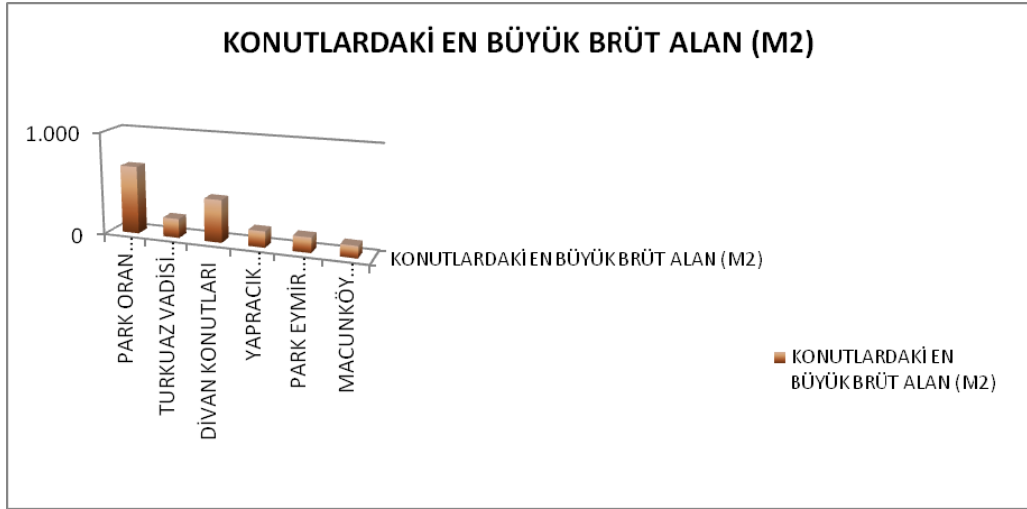 KONUTLARDAKİ EN BÜYÜK BRÜT ALAN (M2)
1.000
0
PARK ORAN...
TURKUAZ VADİSİ...
DİVAN KONUTLARI
YAPRACIK...
PARK EYMİR...
MACUNKÖY...
KONUTLARDAKİ EN BÜYÜK BRÜT ALAN (M2)
KONUTLARDAKİ EN
BÜYÜK BRÜT ALAN (M2)